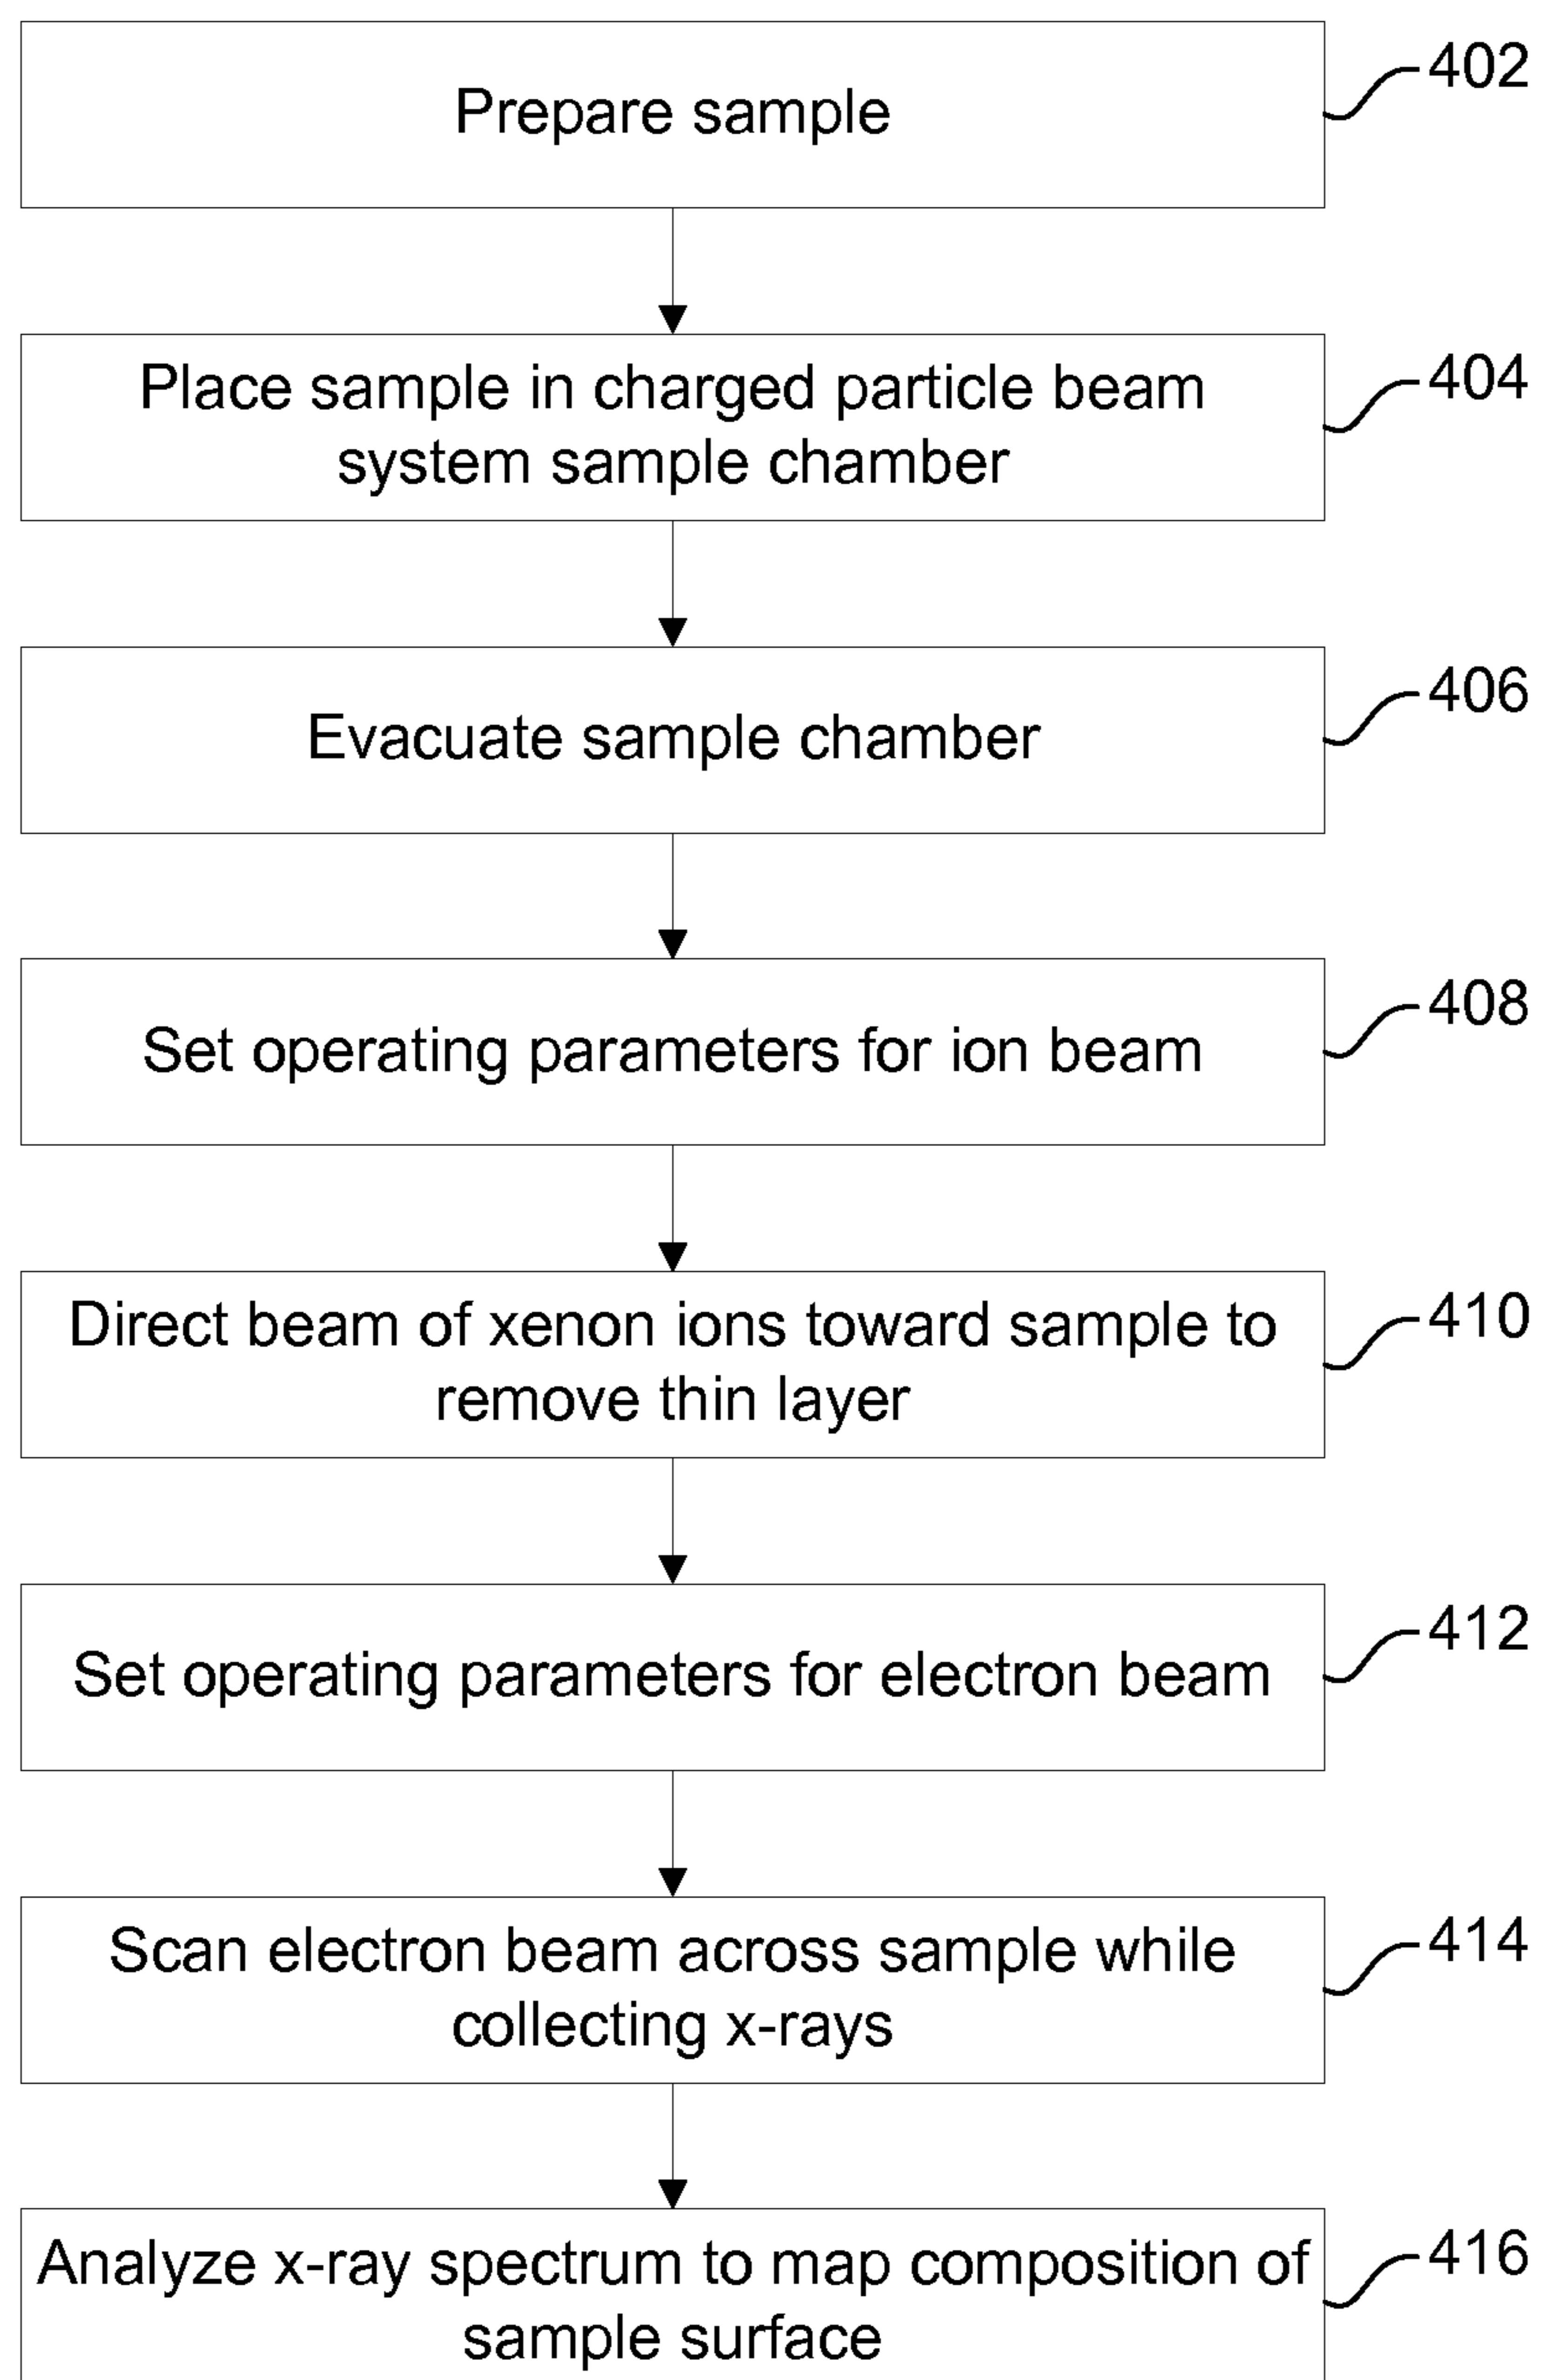 Prepare sample
402
Place sample in charged particle beam
system sample chamber
404
Evacuate sample chamber
406
Set operating parameters for ion beam
408
Direct beam of xenon ions toward sample to
remove thin layer
410
Set operating parameters for electron beam
412
Scan electron beam across sample while
collecting x-rays
414
Analyze x-ray spectrum to map composition of
sample surface
416